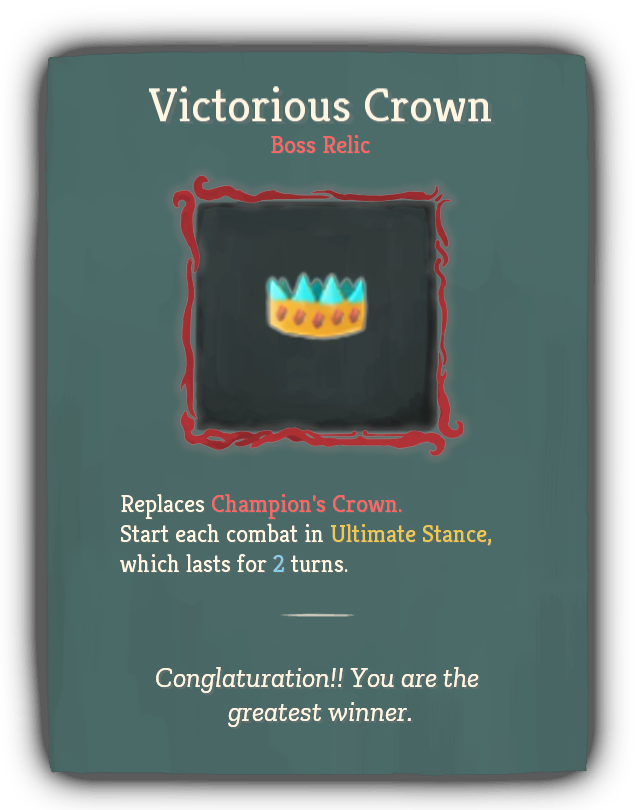 Victorious Crown
Boss Relic
Replaces Champion's Crown.
Start each combat in Ultimate Stance,
which lasts for 2 turns.
Conglaturation!! You are the
greatest winner.